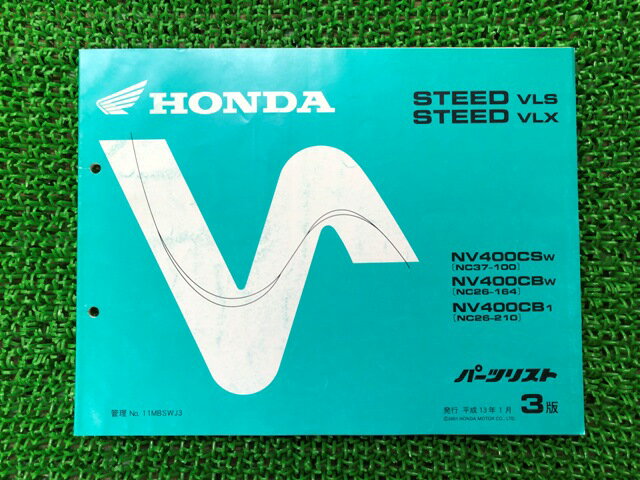 HONDA
STEED VLS
STEED VLX
NV400CSW
[NC37-100]
NV400CBW
[NC26-164]
NV400CB1
[NC26-210]
パーツリスト
管理 No. 11MBSWJ3
発行 平成13年1月
3版
©2001 HONDA MOTOR CO., LTD.